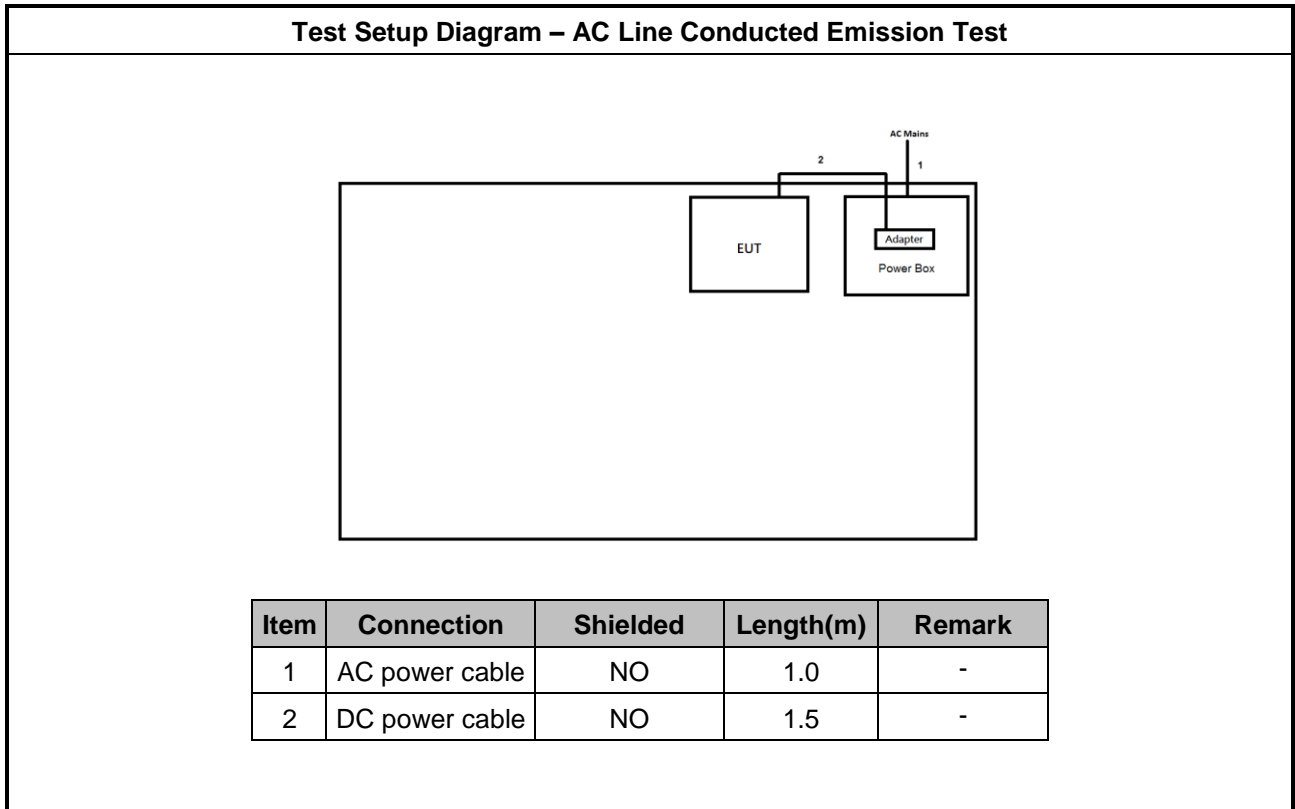 Test Setup Diagram – AC Line Conducted Emission Test
AC Mains
2
1
EUT
Adapter
Power Box
Item Connection Shielded Length(m) Remark
1 AC power cable NO 1.0 -
2 DC power cable NO 1.5 -